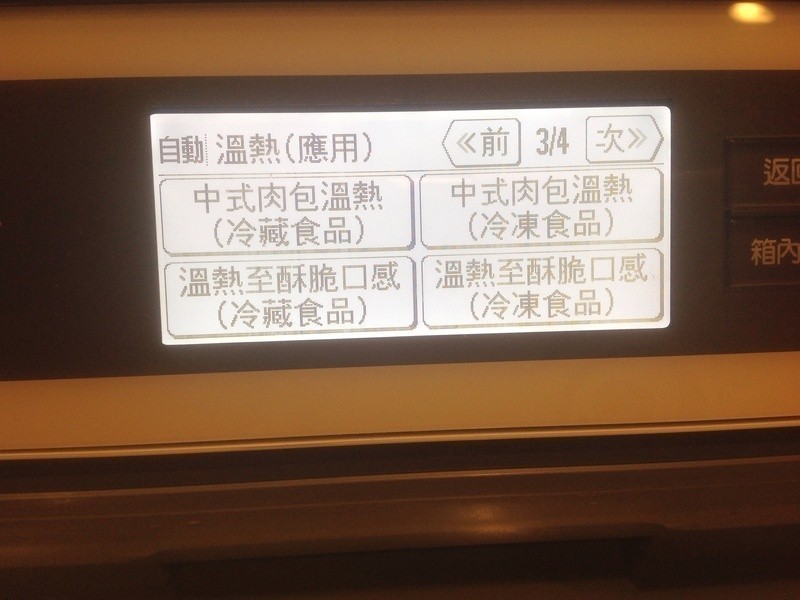 自動 溫熱(應用) 《前 3/4 次》
中式肉包溫熱
(冷藏食品)
中式肉包溫熱
(冷凍食品)
溫熱至酥脆口感
(冷藏食品)
溫熱至酥脆口感
(冷凍食品)
返回
箱內